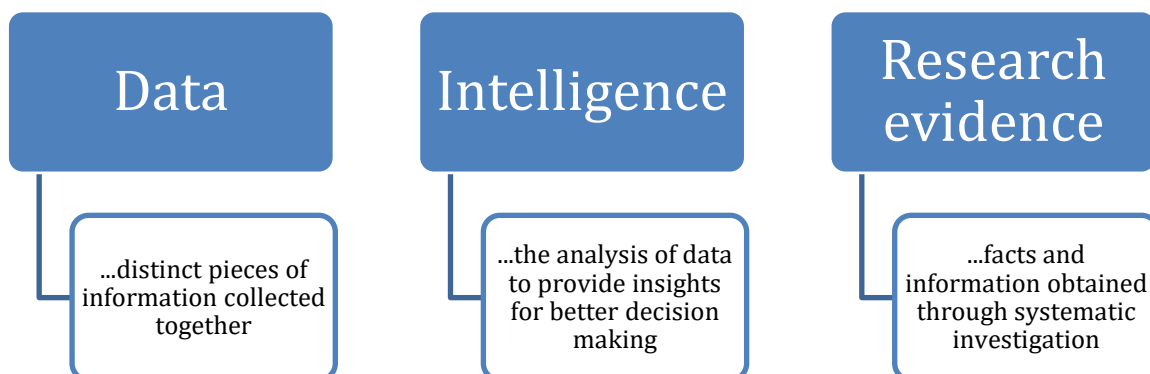 Data
...distinct pieces of
information collected
together
Intelligence
...the analysis of data
to provide insights
for better decision
making
Research
evidence
...facts and
information obtained
through systematic
investigation